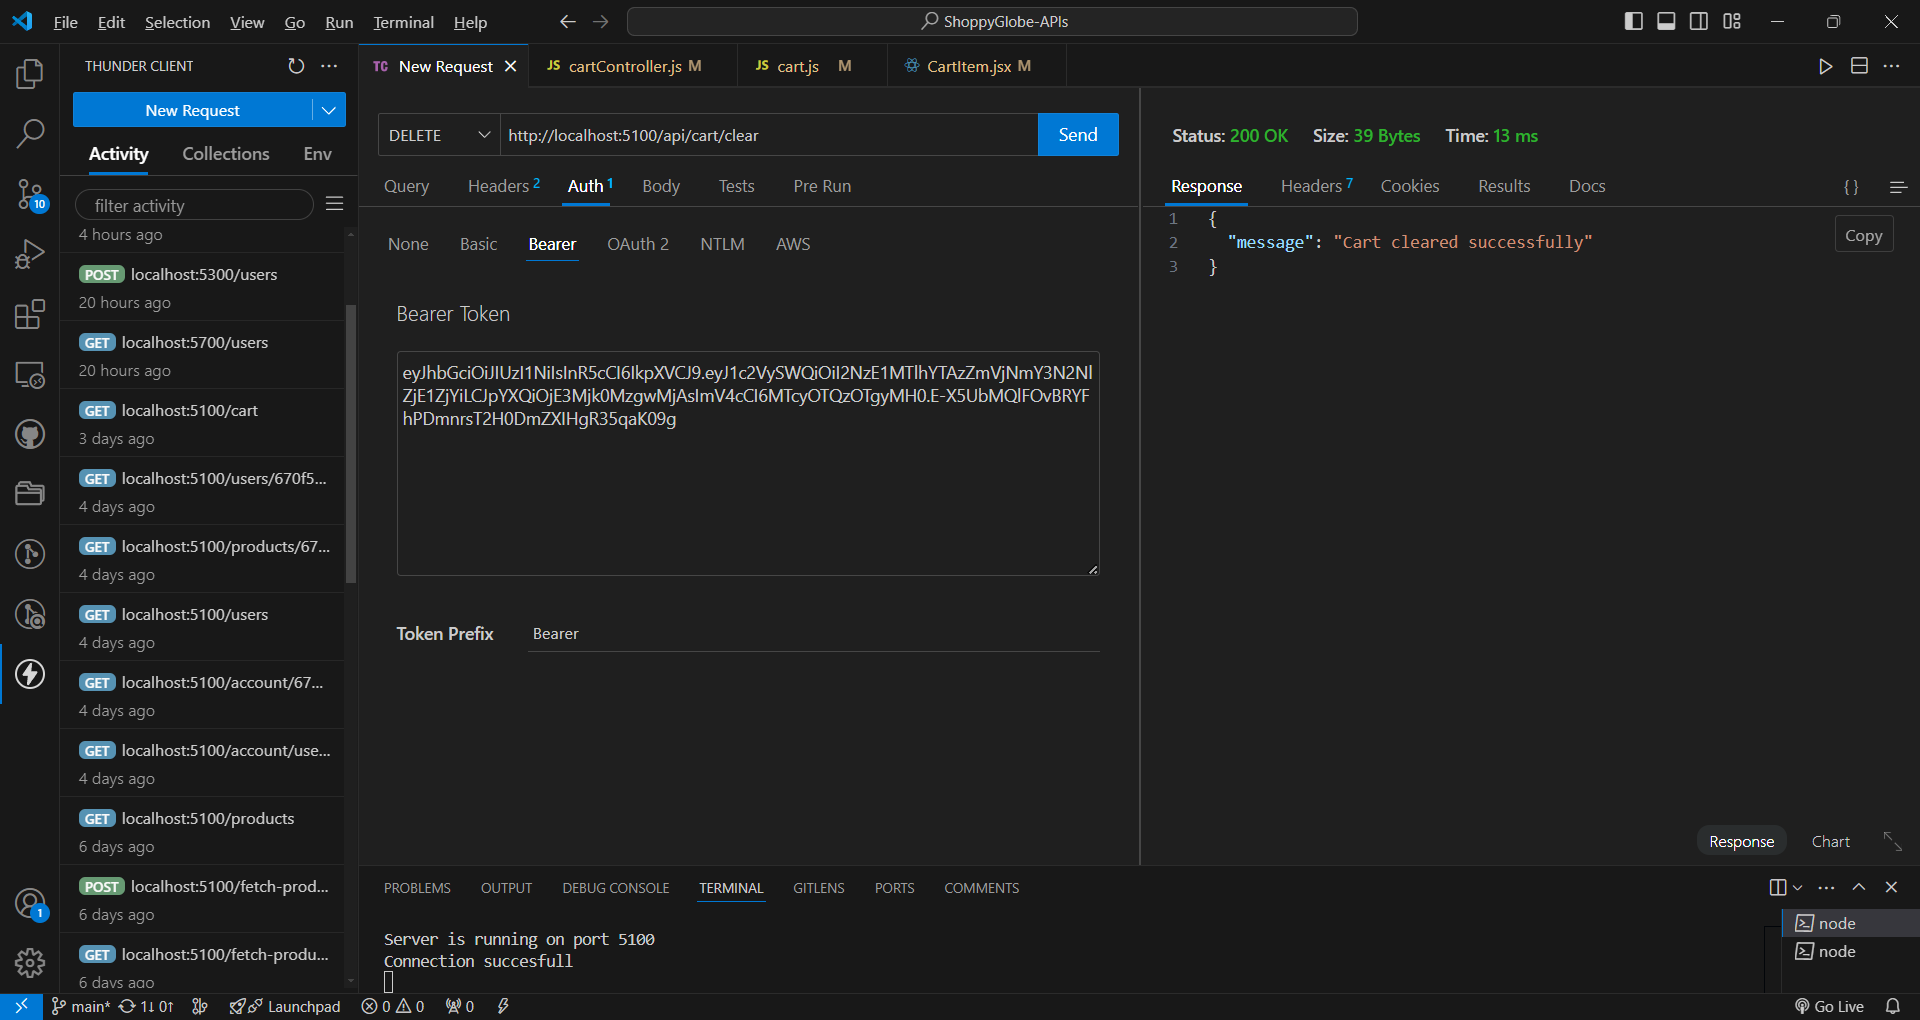 File Edit Selection View Go Run Terminal Help
ShoppyGlobe-APIs
THUNDER CLIENT
New Request
Activity Collections Env
filter activity
4 hours ago
POST localhost:5300/users
20 hours ago
GET localhost:5700/users
20 hours ago
GET localhost:5100/cart
3 days ago
GET localhost:5100/users/670f5...
4 days ago
GET localhost:5100/products/67...
4 days ago
GET localhost:5100/users
4 days ago
GET localhost:5100/account/67...
4 days ago
GET localhost:5100/account/use...
4 days ago
GET localhost:5100/products
6 days ago
POST localhost:5100/fetch-prod...
6 days ago
GET localhost:5100/fetch-produ...
6 days ago
10
1
TC New Request
JS cartController.js M
JS cart.js M
CartItem.jsx M
DELETE http://localhost:5100/api/cart/clear Send
Query Headers 2 Auth 1 Body Tests Pre Run
None Basic Bearer OAuth 2 NTLM AWS
Bearer Token
eyJhbGciOiJIUzI1NiIsInR5cCI6IkpXVCJ9.eyJ1c2VySWQiOiI2NzE1MTlhYTAzZmVjNmY3N2Nl
ZjE1ZjYiLCJpYXQiOjE3Mjk0MzgwMjAsImV4cCI6MTcyOTQzOTgyMH0.E-X5UbMQlFOvBRYF
hPDmnrsT2H0DmZXIHgR35qaK09g
Token Prefix Bearer
Status: 200 OK Size: 39 Bytes Time: 13 ms
Response Headers 7 Cookies Results Docs
{ }
1 {
2 "message": "Cart cleared successfully"
3 }
Copy
Response Chart
PROBLEMS OUTPUT DEBUG CONSOLE TERMINAL GITLENS PORTS COMMENTS
Server is running on port 5100
Connection succesfull
node
node
main* 1↓ 0↑ Launchpad 0 0 0
Go Live